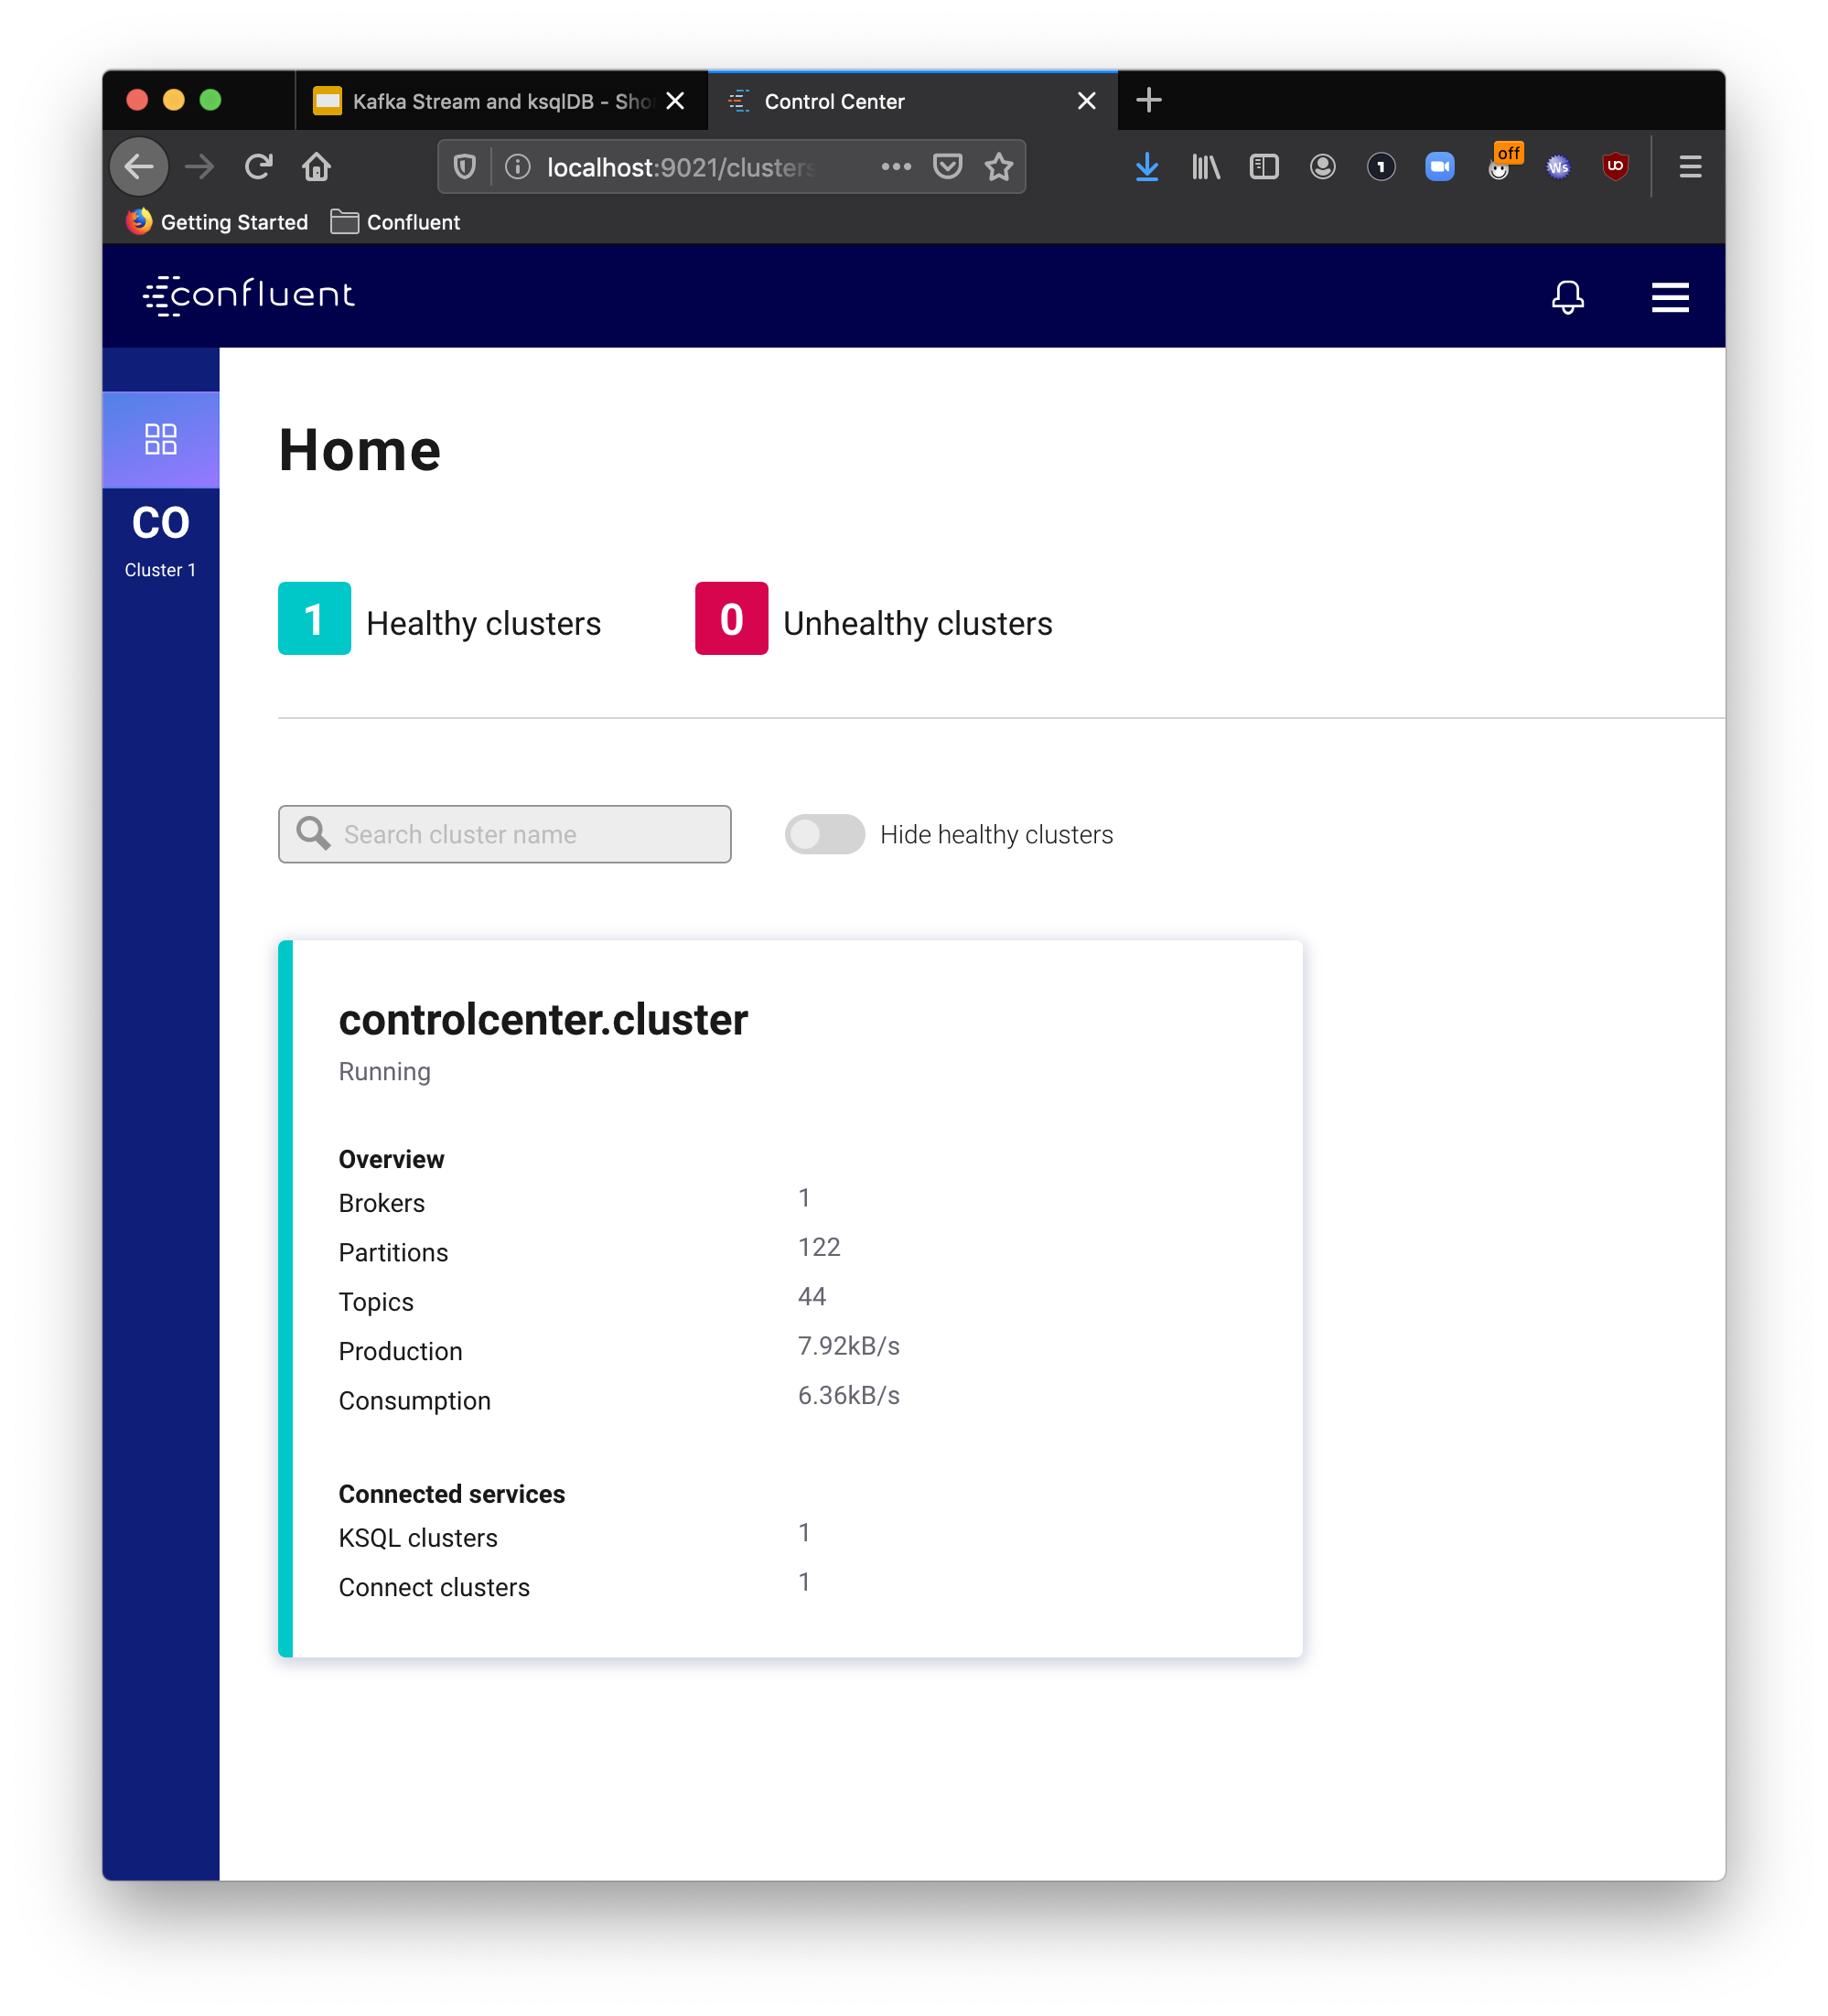 Kafka Stream and ksqlDB - Sho
Control Center
localhost:9021/clusters
off
1
Ws
Getting Started
Confluent
confluent
CO
Cluster 1
Home
1 Healthy clusters
0 Unhealthy clusters
Search cluster name
Hide healthy clusters
controlcenter.cluster
Running
Overview
Brokers 1
Partitions 122
Topics 44
Production 7.92kB/s
Consumption 6.36kB/s
Connected services
KSQL clusters 1
Connect clusters 1